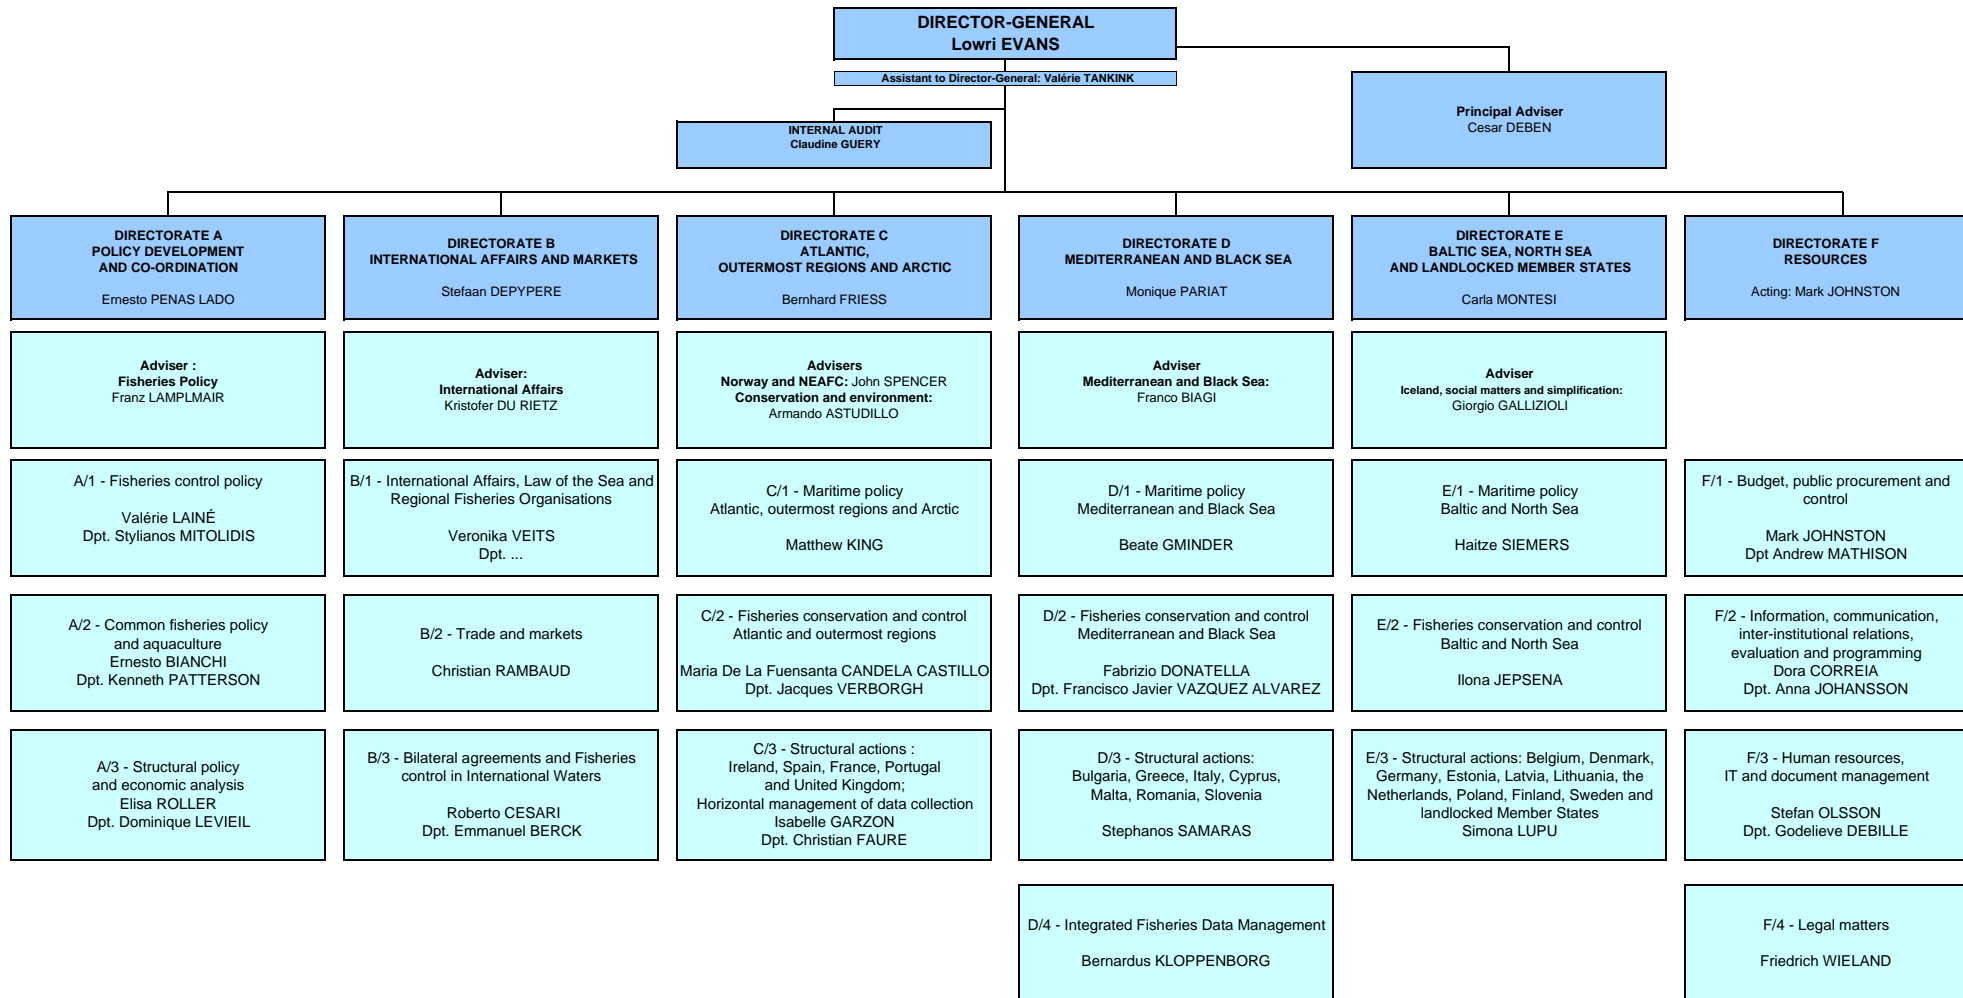 DIRECTOR-GENERAL
Lowri EVANS
Assistant to Director-General: Valérie TANKINK
Principal Adviser
Cesar DEBEN
INTERNAL AUDIT
Claudine GUERY
DIRECTORATE A
POLICY DEVELOPMENT
AND CO-ORDINATION
Ernesto PENAS LADO
DIRECTORATE B
INTERNATIONAL AFFAIRS AND MARKETS
Stefaan DEPYPERE
DIRECTORATE C
ATLANTIC,
OUTERMOST REGIONS AND ARCTIC
Bernhard FRIESS
DIRECTORATE D
MEDITERRANEAN AND BLACK SEA
Monique PARIAT
DIRECTORATE E
BALTIC SEA, NORTH SEA
AND LANDLOCKED MEMBER STATES
Carla MONTESI
DIRECTORATE F
RESOURCES
Acting: Mark JOHNSTON
Adviser :
Fisheries Policy
Franz LAMPLMAIR
Adviser:
International Affairs
Kristofer DU RIETZ
Advisers
Norway and NEAFC: John SPENCER
Conservation and environment:
Armando ASTUDILLO
Adviser
Mediterranean and Black Sea:
Franco BIAGI
Adviser
Iceland, social matters and simplification:
Giorgio GALLIZIOLI
A/1 - Fisheries control policy
Valérie LAINÉ
Dpt. Stylianos MITOLIDIS
B/1 - International Affairs, Law of the Sea and
Regional Fisheries Organisations
Veronika VEITS
Dpt. ...
C/1 - Maritime policy
Atlantic, outermost regions and Arctic
Matthew KING
D/1 - Maritime policy
Mediterranean and Black Sea
Beate GMINDER
E/1 - Maritime policy
Baltic and North Sea
Haitze SIEMERS
F/1 - Budget, public procurement and
control
Mark JOHNSTON
Dpt Andrew MATHISON
A/2 - Common fisheries policy
and aquaculture
Ernesto BIANCHI
Dpt. Kenneth PATTERSON
B/2 - Trade and markets
Christian RAMBAUD
C/2 - Fisheries conservation and control
Atlantic and outermost regions
Maria De La Fuensanta CANDELA CASTILLO
Dpt. Jacques VERBORGH
D/2 - Fisheries conservation and control
Mediterranean and Black Sea
Fabrizio DONATELLA
Dpt. Francisco Javier VAZQUEZ ALVAREZ
E/2 - Fisheries conservation and control
Baltic and North Sea
Ilona JEPSENA
F/2 - Information, communication,
inter-institutional relations,
evaluation and programming
Dora CORREIA
Dpt. Anna JOHANSSON
A/3 - Structural policy
and economic analysis
Elisa ROLLER
Dpt. Dominique LEVIEIL
B/3 - Bilateral agreements and Fisheries
control in International Waters
Roberto CESARI
Dpt. Emmanuel BERCK
C/3 - Structural actions :
Ireland, Spain, France, Portugal
and United Kingdom;
Horizontal management of data collection
Isabelle GARZON
Dpt. Christian FAURE
D/3 - Structural actions:
Bulgaria, Greece, Italy, Cyprus,
Malta, Romania, Slovenia
Stephanos SAMARAS
E/3 - Structural actions: Belgium, Denmark,
Germany, Estonia, Latvia, Lithuania, the
Netherlands, Poland, Finland, Sweden and
landlocked Member States
Simona LUPU
F/3 - Human resources,
IT and document management
Stefan OLSSON
Dpt. Godelieve DEBILLE
D/4 - Integrated Fisheries Data Management
Bernardus KLOPPENBORG
F/4 - Legal matters
Friedrich WIELAND